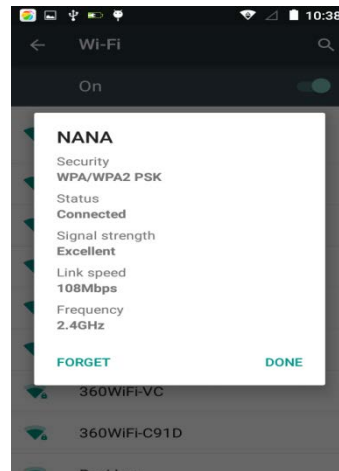 10:38
Wi-Fi
On
NANA
Security
WPA/WPA2 PSK
Status
Connected
Signal strength
Excellent
Link speed
108Mbps
Frequency
2.4GHz
FORGET DONE
360WiFi-VC
360WiFi-C91D